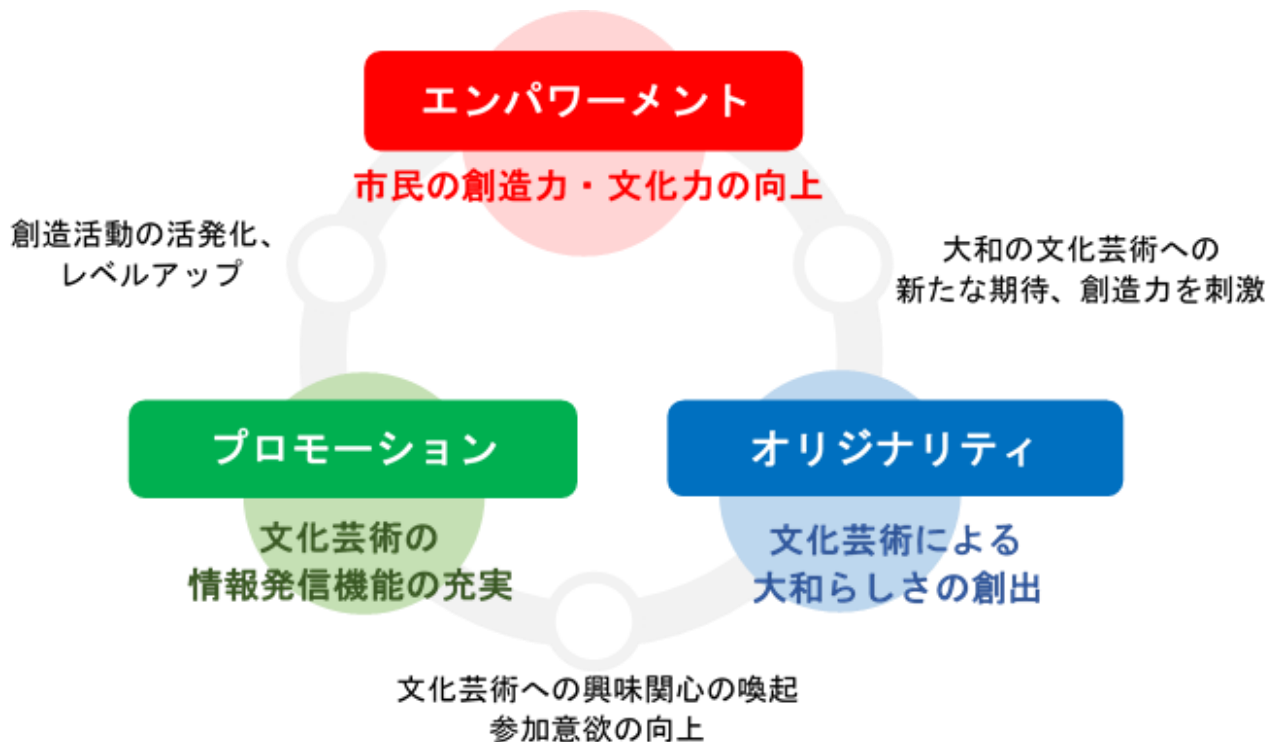 エンパワーメント
市民の創造力・文化力の向上
創造活動の活発化、
レベルアップ
大和の文化芸術への
新たな期待、創造力を刺激
プロモーション
文化芸術の
情報発信機能の充実
オリジナリティ
文化芸術による
大和らしさの創出
文化芸術への興味関心の喚起
参加意欲の向上